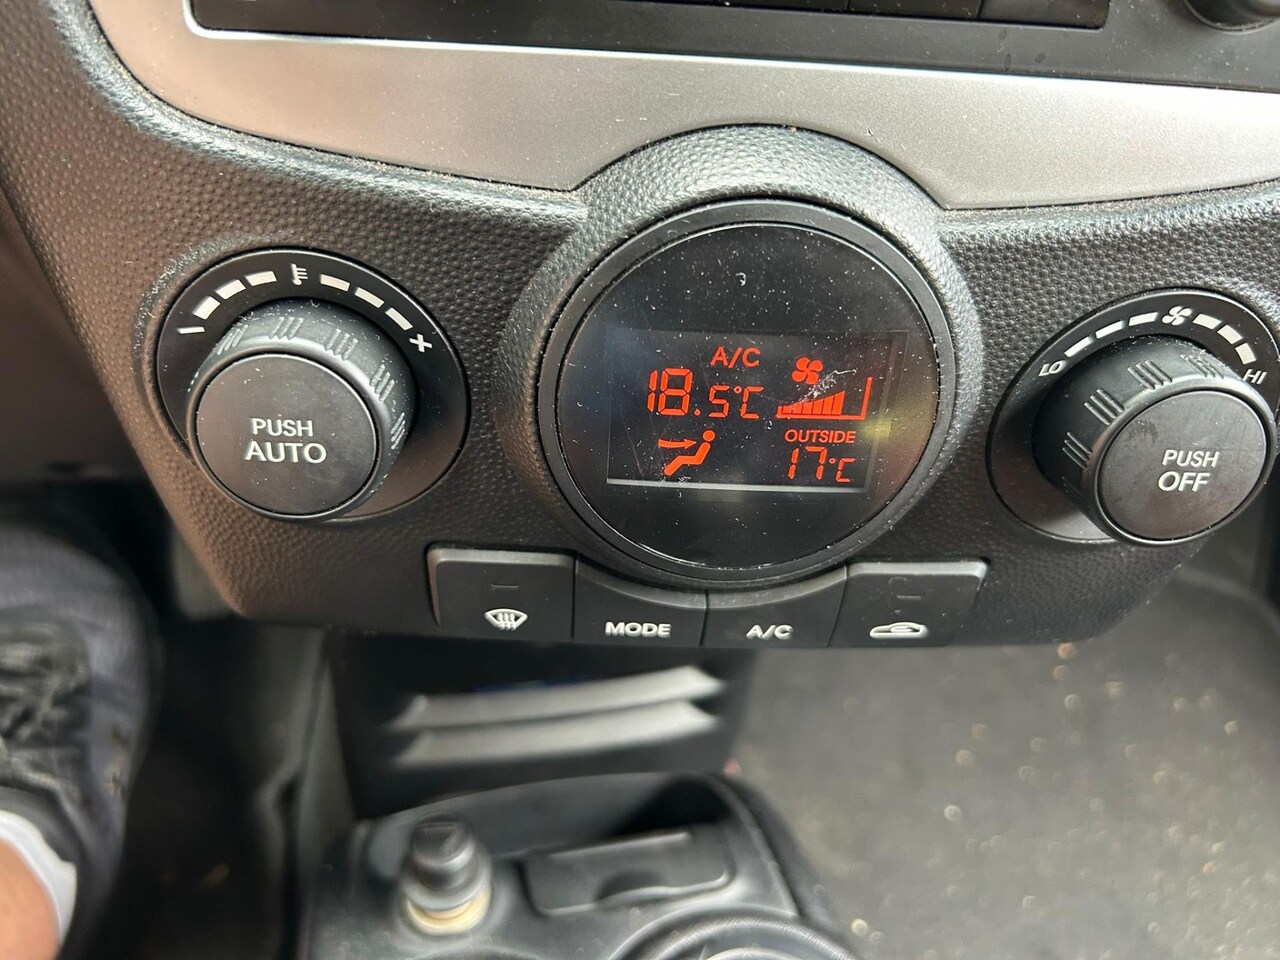 - +
PUSH
AUTO
A/C
18.5°C
OUTSIDE
17°C
LO
HI
PUSH
OFF
MODE
A/C